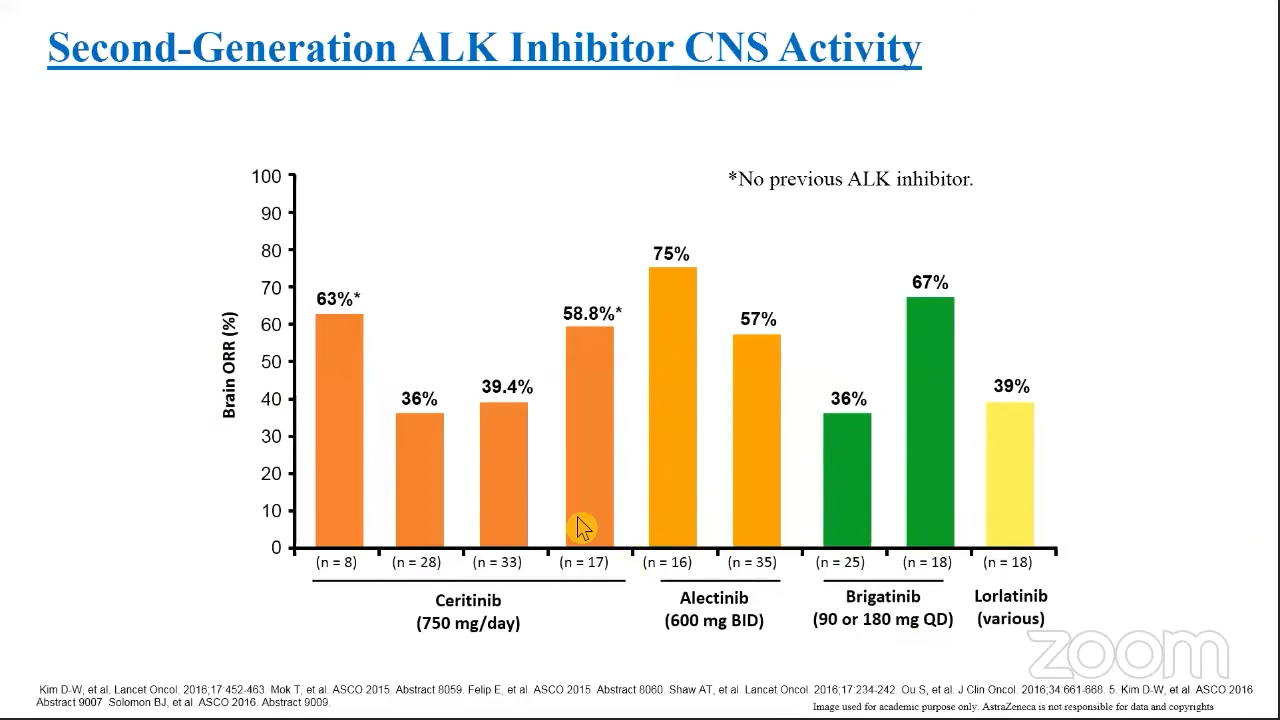 Second-Generation ALK Inhibitor CNS Activity
*No previous ALK inhibitor.
Brain ORR (%)
100
90
80
70
60
50
40
30
20
10
0
63%*
36%
39.4%
58.8%*
75%
57%
36%
67%
39%
(n = 8)
(n = 28)
(n = 33)
(n = 17)
(n = 16)
(n = 35)
(n = 25)
(n = 18)
(n = 18)
Ceritinib
(750 mg/day)
Alectinib
(600 mg BID)
Brigatinib
(90 or 180 mg QD)
Lorlatinib
(various)
zoom
Kim D-W, et al. Lancet Oncol. 2016;17:452-463. Mok T, et al. ASCO 2015. Abstract 8059. Felip E, et al. ASCO 2015. Abstract 8060. Shaw AT, et al. Lancet Oncol. 2016;17:234-242. Ou S, et al. J Clin Oncol. 2016;34:661-668. 5. Kim D-W, et al. ASCO 2016.
Abstract 9007. Solomon BJ, et al. ASCO 2016. Abstract 9009.
Image used for academic purpose only. AstraZeneca is not responsible for data and copyrights